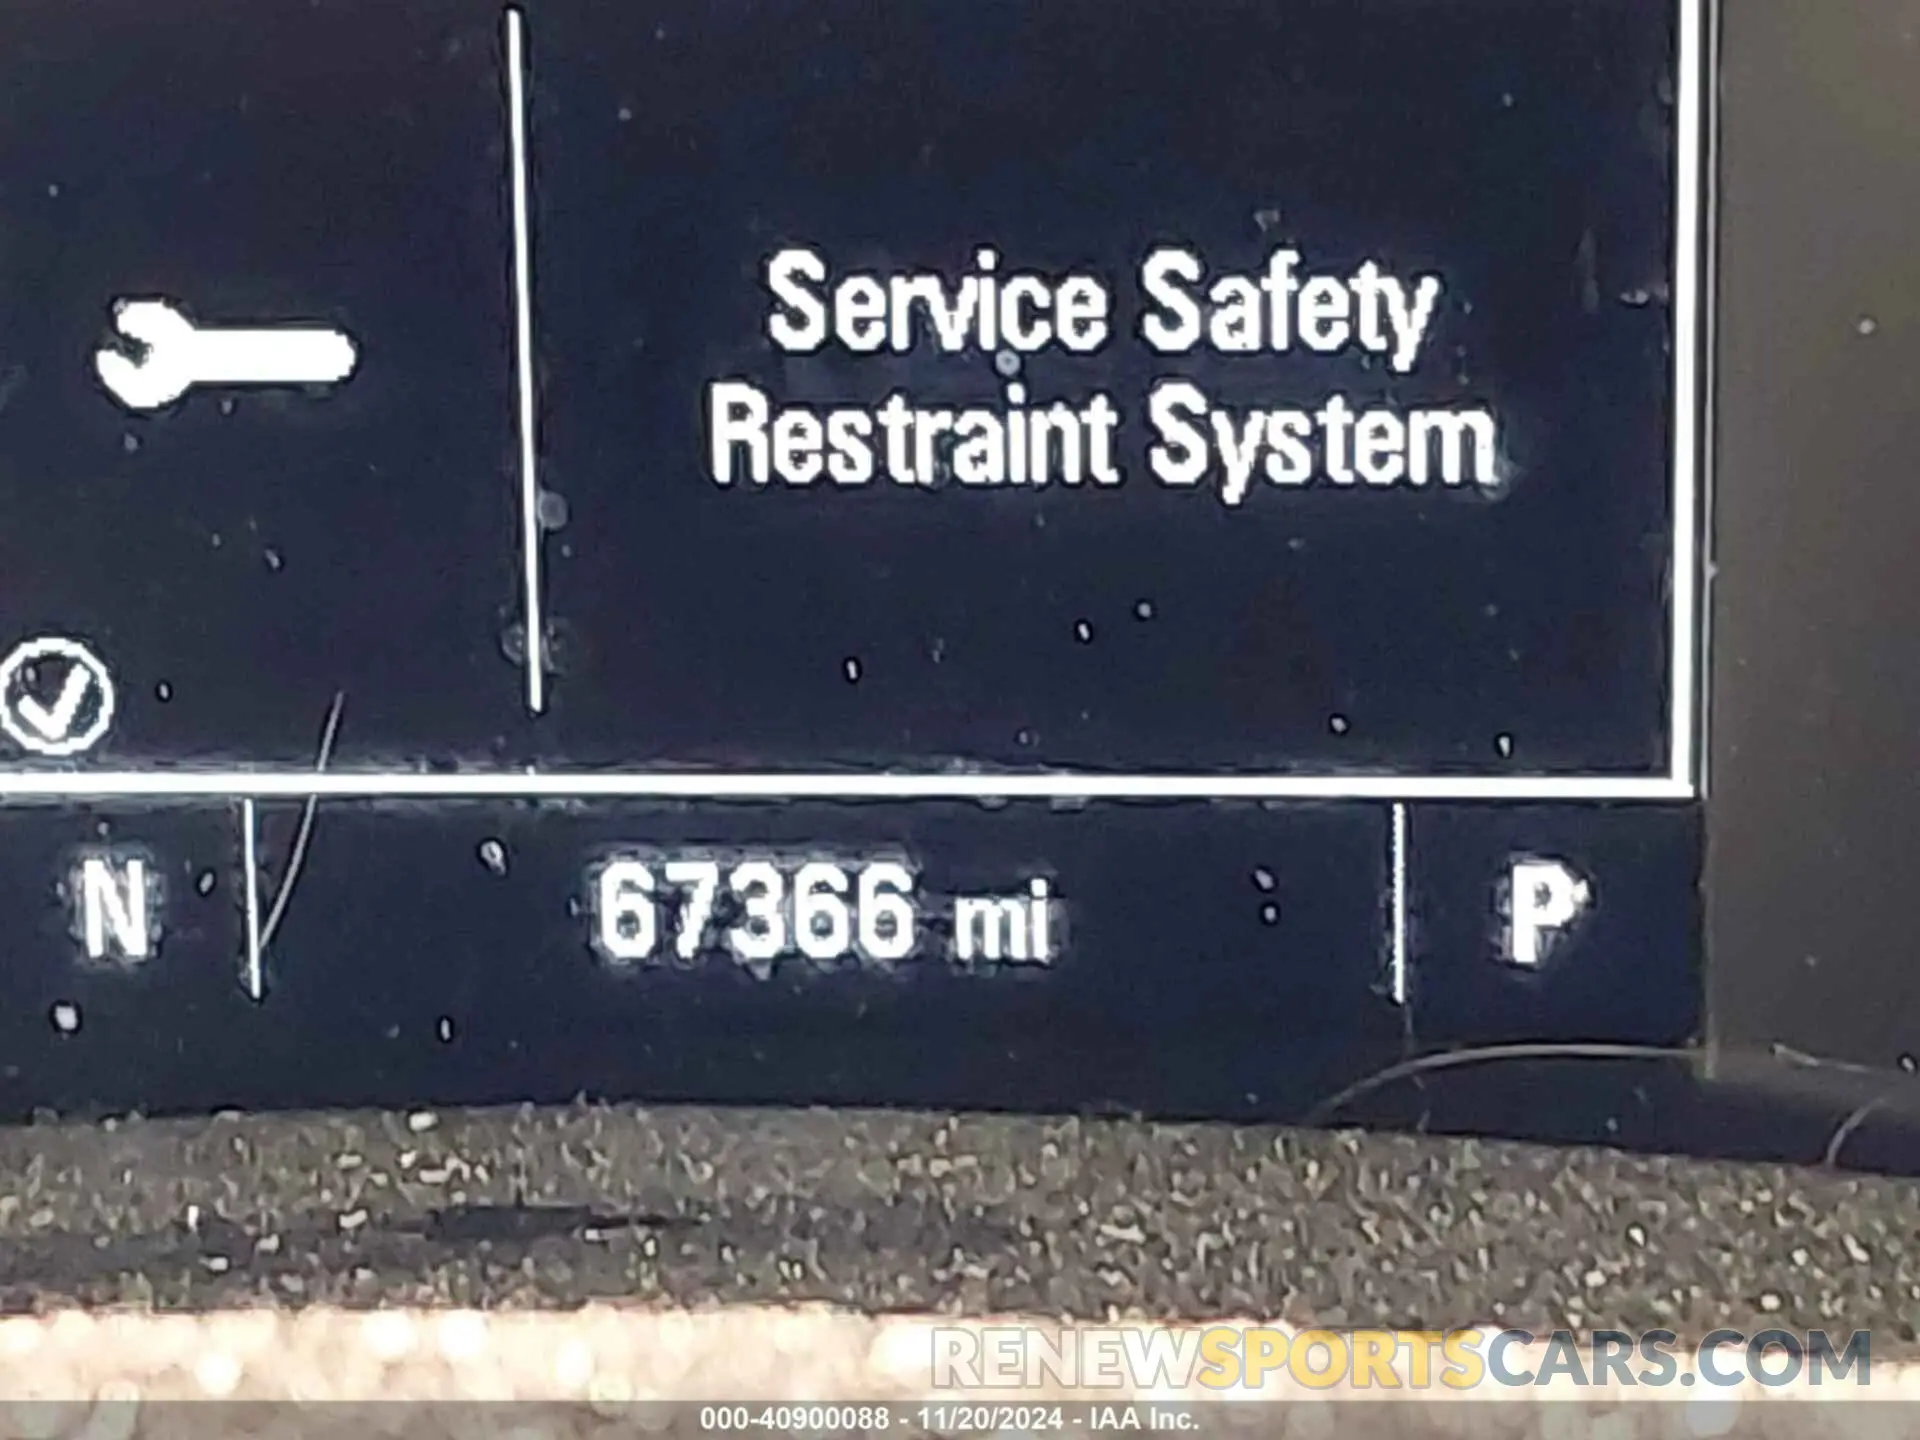 Service Safety
Restraint System
N
67366 mi
P
RENEWSPORTSCARS.COM
000-40900088 - 11/20/2024 - IAA Inc.